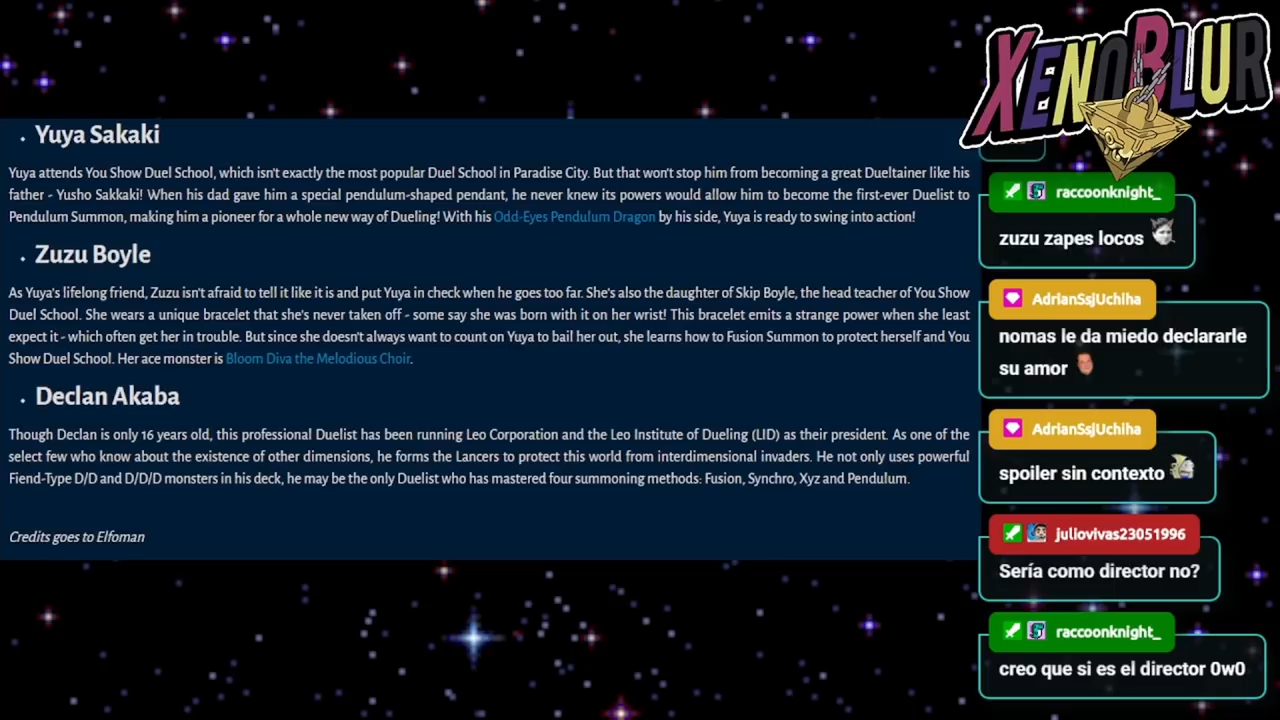 XENOBLUR
Yuya Sakaki
Yuya attends You Show Duel School, which isn't exactly the most popular Duel School in Paradise City. But that won't stop him from becoming a great Dueltainer like his
father - Yusho Sakkaki! When his dad gave him a special pendulum-shaped pendant, he never knew its powers would allow him to become the first-ever Duelist to
Pendulum Summon, making him a pioneer for a whole new way of Dueling! With his Odd-Eyes Pendulum Dragon by his side, Yuya is ready to swing into action!
Zuzu Boyle
As Yuya's lifelong friend, Zuzu isn't afraid to tell it like it is and put Yuya in check when he goes too far. She's also the daughter of Skip Boyle, the head teacher of You Show
Duel School. She wears a unique bracelet that she's never taken off - some say she was born with it on her wrist! This bracelet emits a strange power when she least
expect it - which often get her in trouble. But since she doesn't always want to count on Yuya to bail her out, she learns how to Fusion Summon to protect herself and You
Show Duel School. Her ace monster is Bloom Diva the Melodious Choir.
Declan Akaba
Though Declan is only 16 years old, this professional Duelist has been running Leo Corporation and the Leo Institute of Dueling (LID) as their president. As one of the
select few who know about the existence of other dimensions, he forms the Lancers to protect this world from interdimensional invaders. He not only uses powerful
Fiend-Type D/D and D/D/D monsters in his deck, he may be the only Duelist who has mastered four summoning methods: Fusion, Synchro, Xyz and Pendulum.
Credits goes to Elfoman
raccoonknight_
zuzu zapes locos
AdrianSsjUchiha
nomas le da miedo declararle
su amor
AdrianSsjUchiha
spoiler sin contexto
juliovivas23051996
Sería como director no?
raccoonknight_
creo que si es el director 0w0